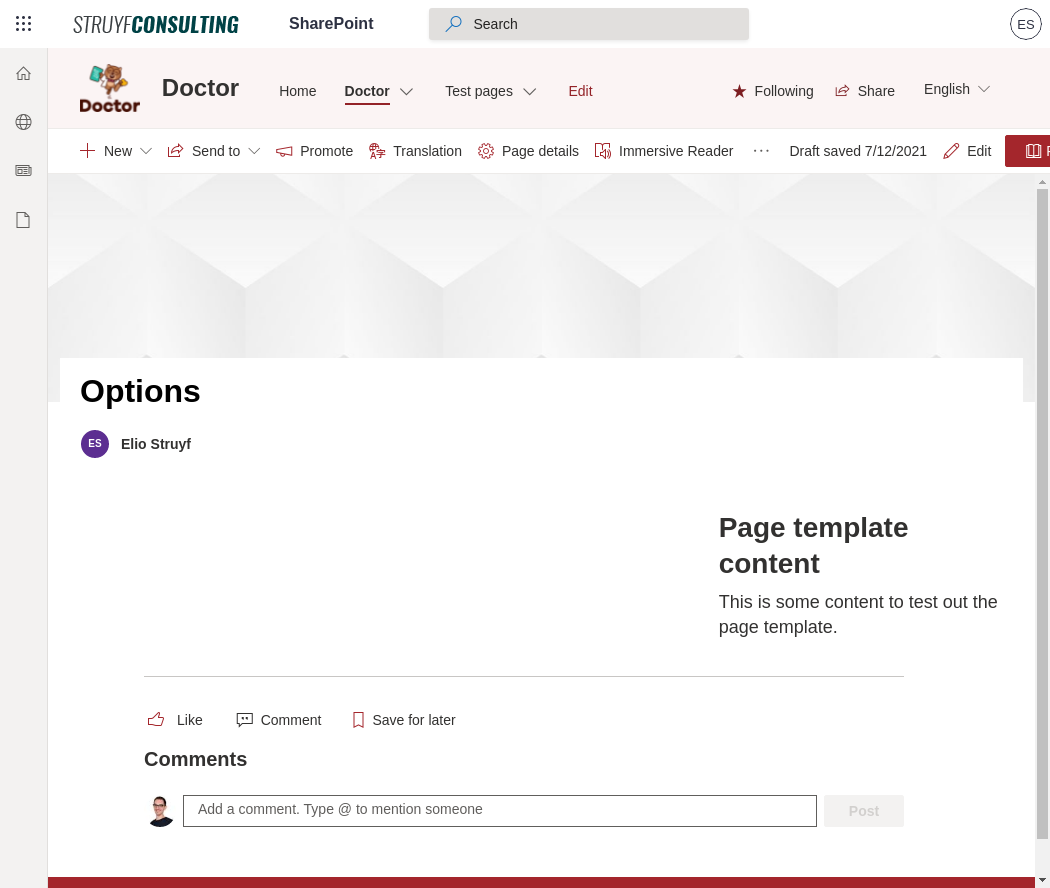 STRUYFCONSULTING
SharePoint
Search
ES
Doctor
Doctor
Home
Doctor
Test pages
Edit
Following
Share
English
New
Send to
Promote
Translation
Page details
Immersive Reader
Draft saved 7/12/2021
Edit
Options
ES
Elio Struyf
Page template
content
This is some content to test out the
page template.
Like
Comment
Save for later
Comments
Add a comment. Type @ to mention someone
Post